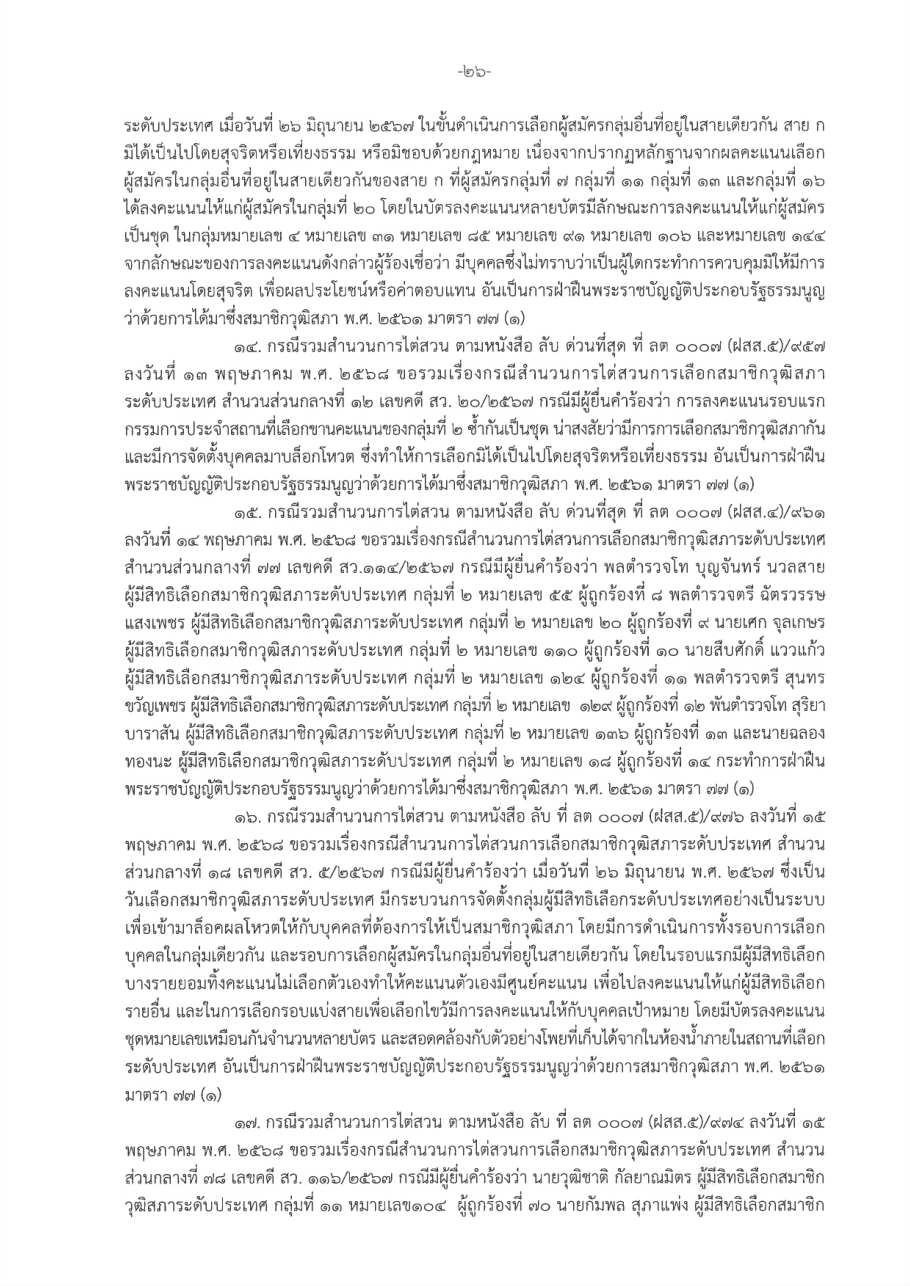 -๒๖-
ระดับประเทศ เมื่อวันที่ ๒๖ มิถุนายน ๒๕๖๗ ในขั้นดำเนินการเลือกผู้สมัครกลุ่มอื่นที่อยู่ในสายเดียวกัน สาย ก
มิได้เป็นไปโดยสุจริตหรือเที่ยงธรรม หรือมิชอบด้วยกฎหมาย เนื่องจากปรากฏหลักฐานจากผลคะแนนเลือก
ผู้สมัครในกลุ่มอื่นที่อยู่ในสายเดียวกันของสาย ก ที่ผู้สมัครกลุ่มที่ ๗ กลุ่มที่ ๑๑ กลุ่มที่ ๑๓ และกลุ่มที่ ๑๖
ได้ลงคะแนนให้แก่ผู้สมัครในกลุ่มที่ ๒๐ โดยในบัตรลงคะแนนหลายบัตรมีลักษณะการลงคะแนนให้แก่ผู้สมัคร
เป็นชุด ในกลุ่มหมายเลข ๔ หมายเลข ๓๑ หมายเลข ๘๕ หมายเลข ๙๑ หมายเลข ๑๐๖ และหมายเลข ๑๔๔
จากลักษณะของการลงคะแนนดังกล่าวผู้ร้องเชื่อว่า มีบุคคลซึ่งไม่ทราบว่าเป็นผู้ใดกระทำการควบคุมมิให้มีการ
ลงคะแนนโดยสุจริต เพื่อผลประโยชน์หรือค่าตอบแทน อันเป็นการฝ่าฝืนพระราชบัญญัติประกอบรัฐธรรมนูญ
ว่าด้วยการได้มาซึ่งสมาชิกวุฒิสภา พ.ศ. ๒๕๖๑ มาตรา ๗๗ (๑)
๑๔. กรณีรวมสำนวนการไต่สวน ตามหนังสือ ลับ ด่วนที่สุด ที่ ลต ๐๐๐๗ (ฝสส.๕)/๙๕๗
ลงวันที่ ๑๓ พฤษภาคม พ.ศ. ๒๕๖๘ ขอรวมเรื่องกรณีสำนวนการไต่สวนการเลือกสมาชิกวุฒิสภา
ระดับประเทศ สำนวนส่วนกลางที่ ๑๒ เลขคดี สว. ๒๐/๒๕๖๗ กรณีมีผู้ยื่นคำร้องว่า การลงคะแนนรอบแรก
กรรมการประจำสถานที่เลือกขานคะแนนของกลุ่มที่ ๒ ซ้ำกันเป็นชุด น่าสงสัยว่ามีการการเลือกสมาชิกวุฒิสภากัน
และมีการจัดตั้งบุคคลมาบล็อกโหวต ซึ่งทำให้การเลือกมิได้เป็นไปโดยสุจริตหรือเที่ยงธรรม อันเป็นการฝ่าฝืน
พระราชบัญญัติประกอบรัฐธรรมนูญว่าด้วยการได้มาซึ่งสมาชิกวุฒิสภา พ.ศ. ๒๕๖๑ มาตรา ๗๗ (๑)
๑๕. กรณีรวมสำนวนการไต่สวน ตามหนังสือ ลับ ด่วนที่สุด ที่ ลต ๐๐๐๗ (ฝสส.๔)/๙๖๑
ลงวันที่ ๑๔ พฤษภาคม พ.ศ. ๒๕๖๘ ขอรวมเรื่องกรณีสำนวนการไต่สวนการเลือกสมาชิกวุฒิสภาระดับประเทศ
สำนวนส่วนกลางที่ ๗๗ เลขคดี สว.๑๑๔/๒๕๖๗ กรณีมีผู้ยื่นคำร้องว่า พลตำรวจโท บุญจันทร์ นวลสาย
ผู้มีสิทธิเลือกสมาชิกวุฒิสภาระดับประเทศ กลุ่มที่ ๒ หมายเลข ๕๕ ผู้ถูกร้องที่ ๘ พลตำรวจตรี ฉัตรวรรษ
แสงเพชร ผู้มีสิทธิเลือกสมาชิกวุฒิสภาระดับประเทศ กลุ่มที่ ๒ หมายเลข ๒๐ ผู้ถูกร้องที่ ๙ นายเศก จุลเกษร
ผู้มีสิทธิเลือกสมาชิกวุฒิสภาระดับประเทศ กลุ่มที่ ๒ หมายเลข ๑๑๐ ผู้ถูกร้องที่ ๑๐ นายสืบศักดิ์ แววแก้ว
ผู้มีสิทธิเลือกสมาชิกวุฒิสภาระดับประเทศ กลุ่มที่ ๒ หมายเลข ๑๒๔ ผู้ถูกร้องที่ ๑๑ พลตำรวจตรี สุนทร
ขวัญเพชร ผู้มีสิทธิเลือกสมาชิกวุฒิสภาระดับประเทศ กลุ่มที่ ๒ หมายเลข ๑๒๙ ผู้ถูกร้องที่ ๑๒ พันตำรวจโท สุริยา
บาราสัน ผู้มีสิทธิเลือกสมาชิกวุฒิสภาระดับประเทศ กลุ่มที่ ๒ หมายเลข ๑๓๖ ผู้ถูกร้องที่ ๑๓ และนายฉลอง
ทองนะ ผู้มีสิทธิเลือกสมาชิกวุฒิสภาระดับประเทศ กลุ่มที่ ๒ หมายเลข ๑๘ ผู้ถูกร้องที่ ๑๔ กระทำการฝ่าฝืน
พระราชบัญญัติประกอบรัฐธรรมนูญว่าด้วยการได้มาซึ่งสมาชิกวุฒิสภา พ.ศ. ๒๕๖๑ มาตรา ๗๗ (๑)
๑๖. กรณีรวมสำนวนการไต่สวน ตามหนังสือ ลับ ที่ ลต ๐๐๐๗ (ฝสส.๕)/๙๗๖ ลงวันที่ ๑๕
พฤษภาคม พ.ศ. ๒๕๖๘ ขอรวมเรื่องกรณีสำนวนการไต่สวนการเลือกสมาชิกวุฒิสภาระดับประเทศ สำนวน
ส่วนกลางที่ ๑๘ เลขคดี สว. ๕/๒๕๖๗ กรณีมีผู้ยื่นคำร้องว่า เมื่อวันที่ ๒๖ มิถุนายน พ.ศ. ๒๕๖๗ ซึ่งเป็น
วันเลือกสมาชิกวุฒิสภาระดับประเทศ มีกระบวนการจัดตั้งกลุ่มผู้มีสิทธิเลือกระดับประเทศอย่างเป็นระบบ
เพื่อเข้ามาล็อคผลโหวตให้กับบุคคลที่ต้องการให้เป็นสมาชิกวุฒิสภา โดยมีการดำเนินการทั้งรอบการเลือก
บุคคลในกลุ่มเดียวกัน และรอบการเลือกผู้สมัครในกลุ่มอื่นที่อยู่ในสายเดียวกัน โดยในรอบแรกมีผู้มีสิทธิเลือก
บางรายยอมทิ้งคะแนนไม่เลือกตัวเองทำให้คะแนนตัวเองมีศูนย์คะแนน เพื่อไปลงคะแนนให้แก่ผู้มีสิทธิเลือก
รายอื่น และในการเลือกรอบแบ่งสายเพื่อเลือกไขว้มีการลงคะแนนให้กับบุคคลเป้าหมาย โดยมีบัตรลงคะแนน
ชุดหมายเลขเหมือนกันจำนวนหลายบัตร และสอดคล้องกับตัวอย่างโพยที่เก็บได้จากในห้องน้ำภายในสถานที่เลือก
ระดับประเทศ อันเป็นการฝ่าฝืนพระราชบัญญัติประกอบรัฐธรรมนูญว่าด้วยการสมาชิกวุฒิสภา พ.ศ. ๒๕๖๑
มาตรา ๗๗ (๑)
๑๗. กรณีรวมสำนวนการไต่สวน ตามหนังสือ ลับ ที่ ลต ๐๐๐๗ (ฝสส.๕)/๙๗๔ ลงวันที่ ๑๕
พฤษภาคม พ.ศ. ๒๕๖๘ ขอรวมเรื่องกรณีสำนวนการไต่สวนการเลือกสมาชิกวุฒิสภาระดับประเทศ สำนวน
ส่วนกลางที่ ๗๘ เลขคดี สว. ๑๑๖/๒๕๖๗ กรณีมีผู้ยื่นคำร้องว่า นายวุฒิชาติ กัลยาณมิตร ผู้มีสิทธิเลือกสมาชิก
วุฒิสภาระดับประเทศ กลุ่มที่ ๑๑ หมายเลข๑๐๔ ผู้ถูกร้องที่ ๗๐ นายกัมพล สุภาแพ่ง ผู้มีสิทธิเลือกสมาชิก